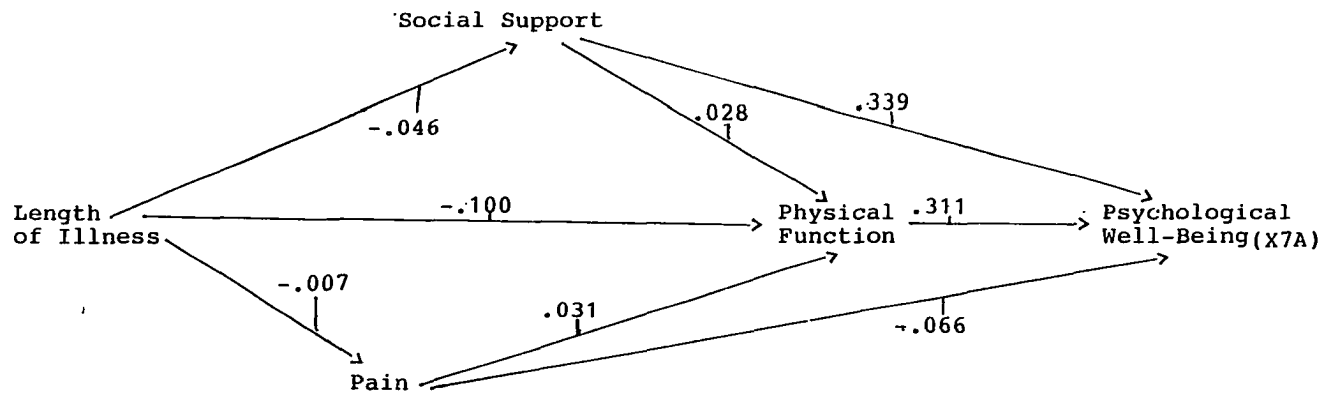 Social Support
.339
.028
-.046
-.100
Length
of Illness
Physical
Function
.311
Psychological
Well-Being(X7A)
-.007
.031
-.066
Pain